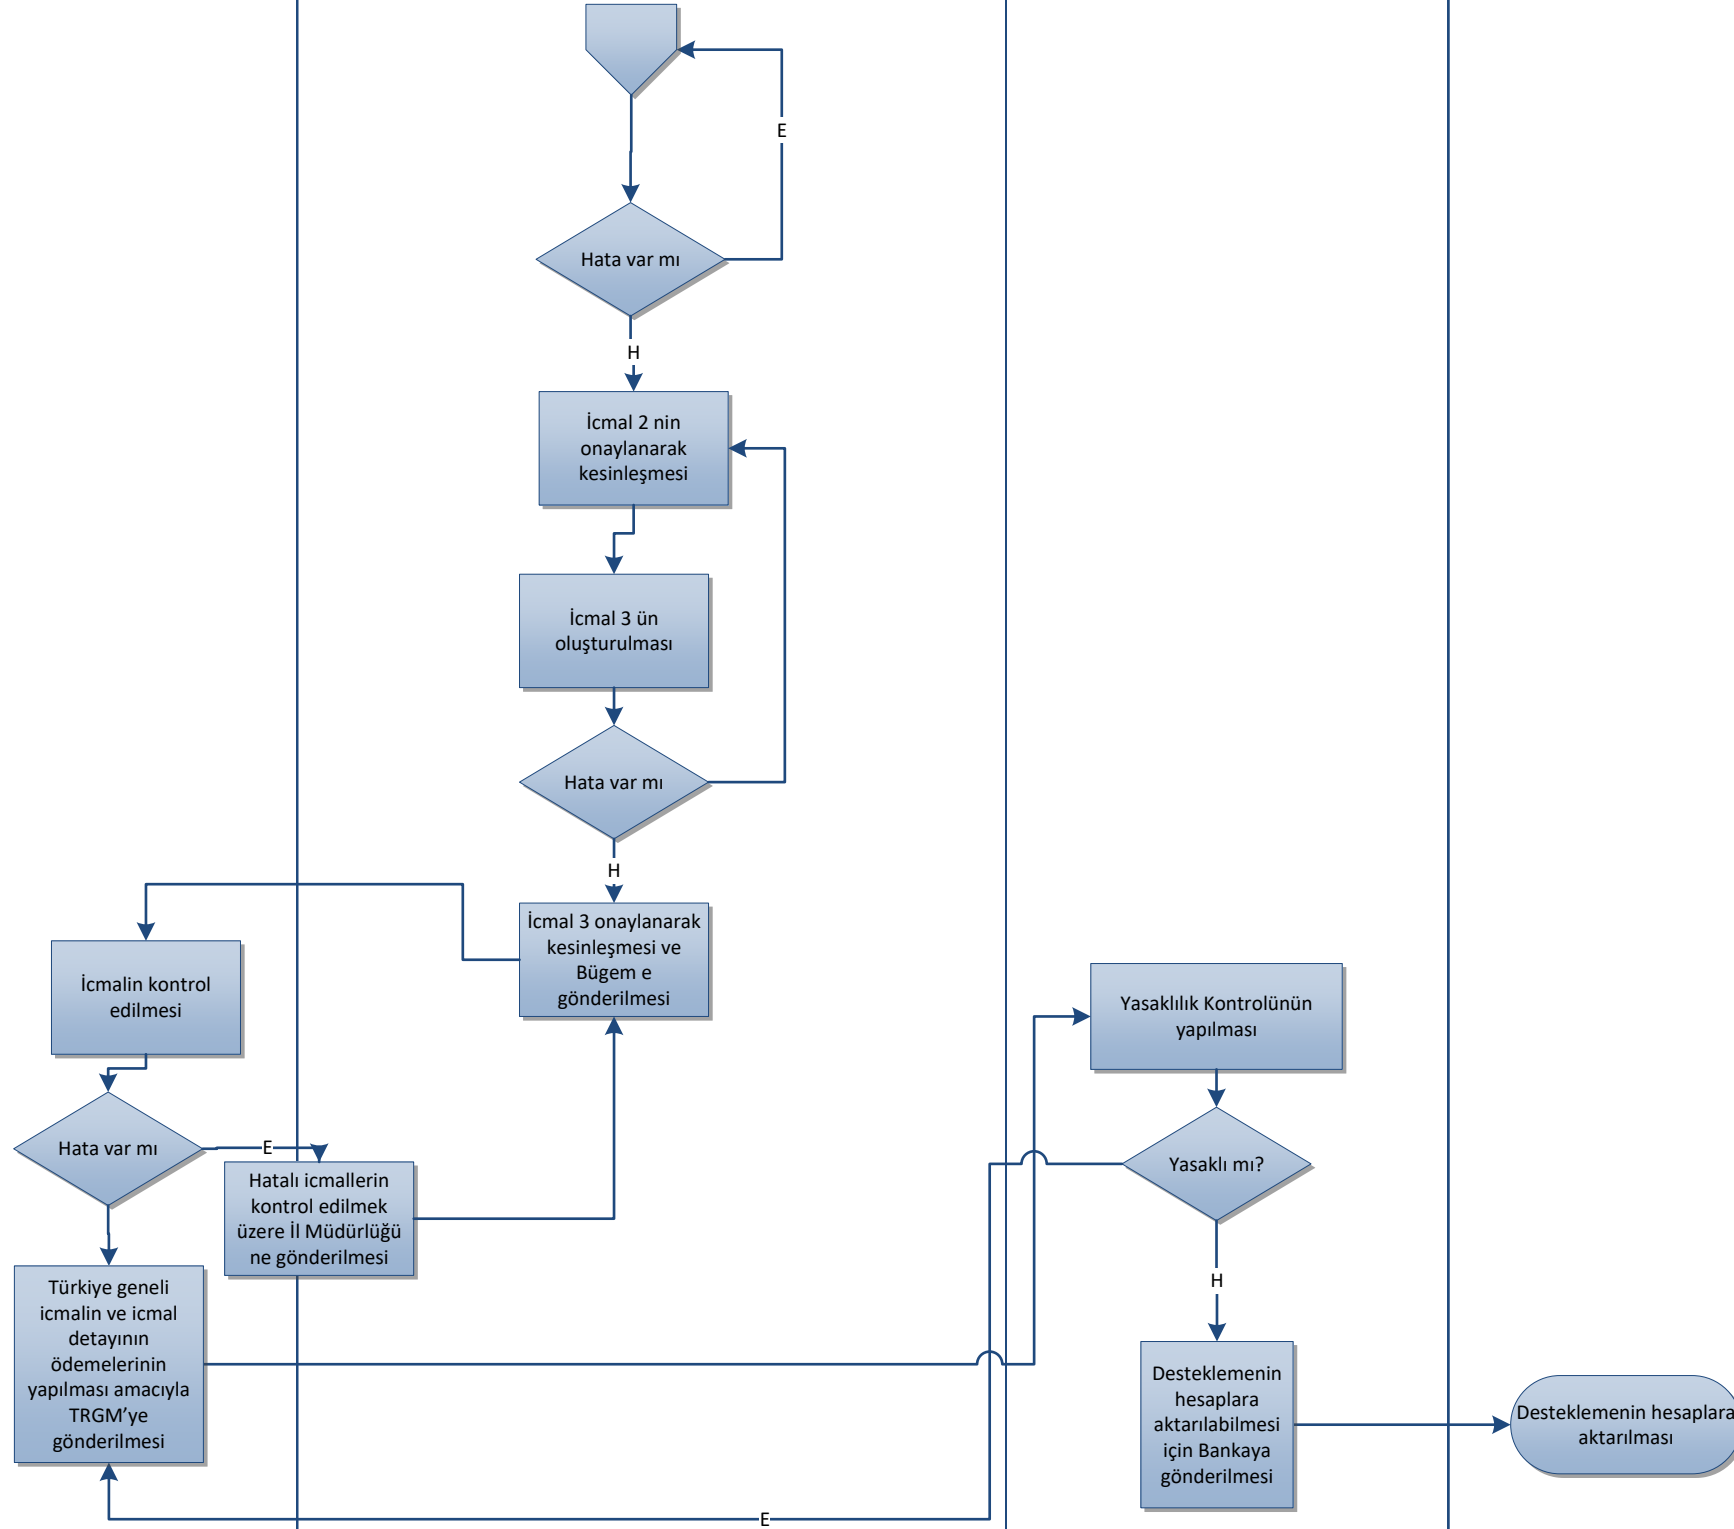 E
Hata var mı
H
İcmal 2 nin
onaylanarak
kesinleşmesi
İcmal 3 ün
oluşturulması
Hata var mı
H
İcmal 3 onaylanarak
kesinleşmesi ve
Bügem e
gönderilmesi
İcmalin kontrol
edilmesi
Hata var mı
E
Hatalı icmallerin
kontrol edilmek
üzere İl Müdürlüğü
ne gönderilmesi
Türkiye geneli
icmalin ve icmal
detayının
ödemelerinin
yapılması amacıyla
TRGM’ye
gönderilmesi
Yasaklılık Kontrolünün
yapılması
Yasaklı mı?
H
E
Desteklemenin
hesaplara
aktarılabilmesi
için Bankaya
gönderilmesi
Desteklemenin hesaplara
aktarılması